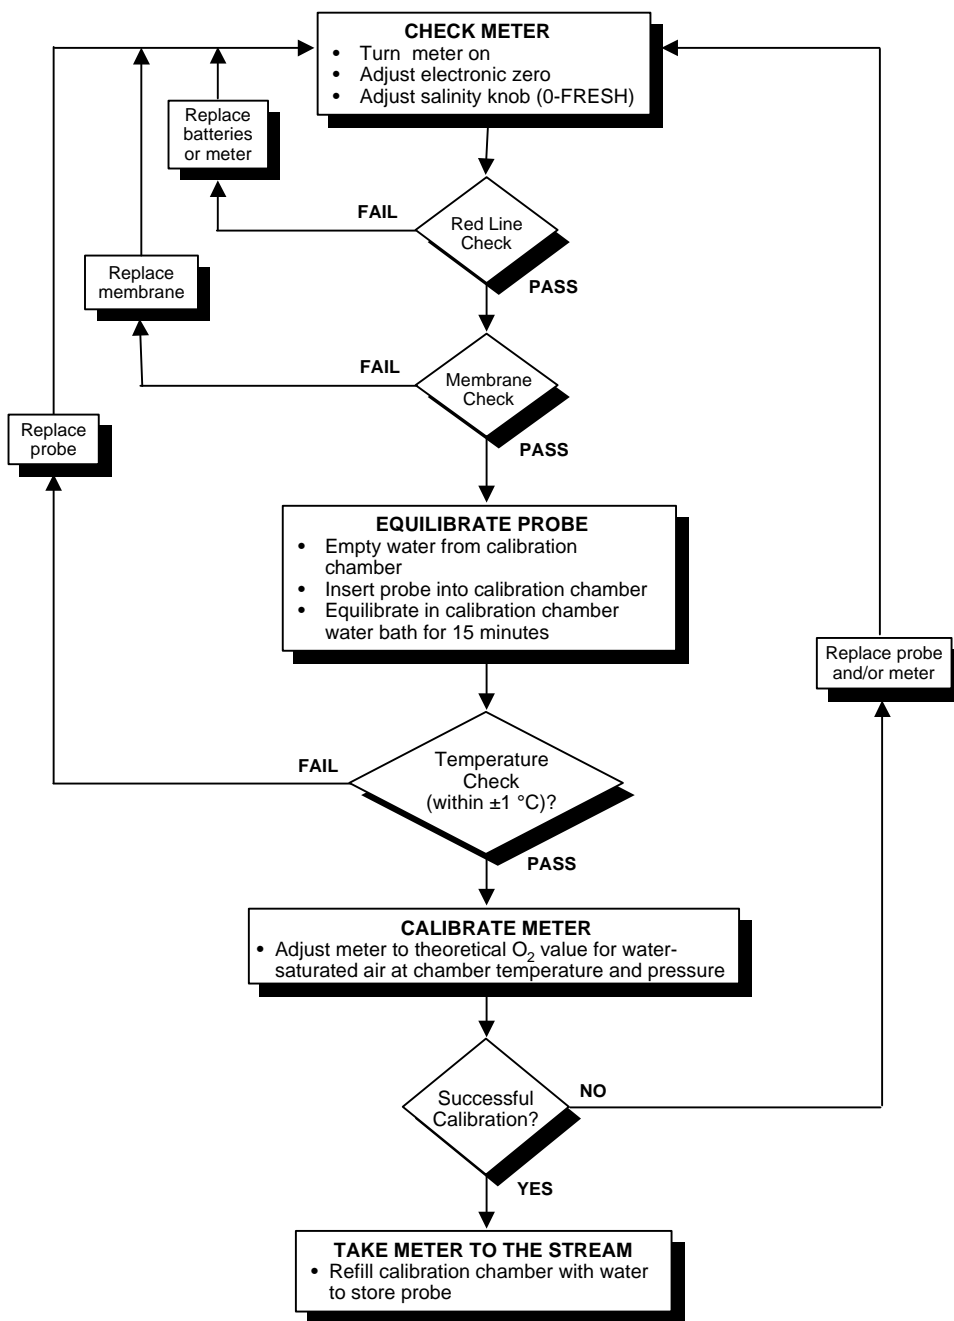 CHECK METER
• Turn meter on
• Adjust electronic zero
• Adjust salinity knob (0-FRESH)
Replace
batteries
or meter
FAIL
Red Line
Check
PASS
Replace
membrane
FAIL
Membrane
Check
PASS
Replace
probe
EQUILIBRATE PROBE
• Empty water from calibration
chamber
• Insert probe into calibration chamber
• Equilibrate in calibration chamber
water bath for 15 minutes
Replace probe
and/or meter
FAIL
Temperature
Check
(within ±1 °C)?
PASS
CALIBRATE METER
• Adjust meter to theoretical O₂ value for water-
saturated air at chamber temperature and pressure
Successful
Calibration?
NO
YES
TAKE METER TO THE STREAM
• Refill calibration chamber with water
to store probe